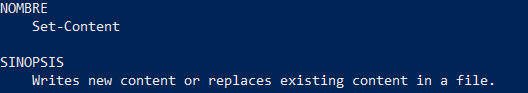 NOMBRE
Set-Content
SINOPSIS
Writes new content or replaces existing content in a file.